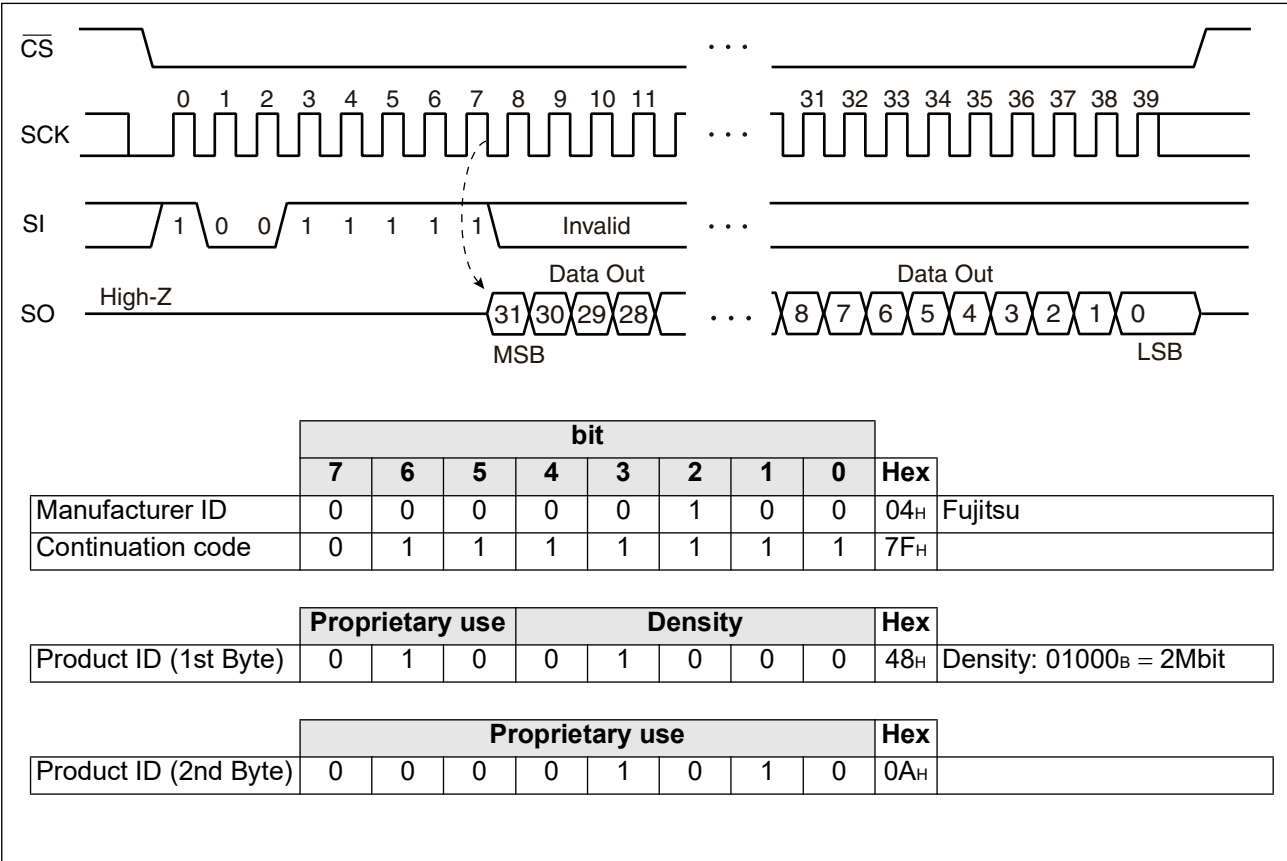 CS
· · ·
0 1 2 3 4 5 6 7 8 9 10 11 31 32 33 34 35 36 37 38 39
SCK · · ·
SI 1 0 0 1 1 1 1 1 Invalid · · ·
Data Out Data Out
High-Z
SO 31 30 29 28 · · · 8 7 6 5 4 3 2 1 0
MSB LSB
bit
7 6 5 4 3 2 1 0 Hex
Manufacturer ID 0 0 0 0 0 1 0 0 04H Fujitsu
Continuation code 0 1 1 1 1 1 1 1 7FH
Proprietary use Density Hex
Product ID (1st Byte) 0 1 0 0 1 0 0 0 48H Density: 01000B = 2Mbit
Proprietary use Hex
Product ID (2nd Byte) 0 0 0 0 1 0 1 0 0AH